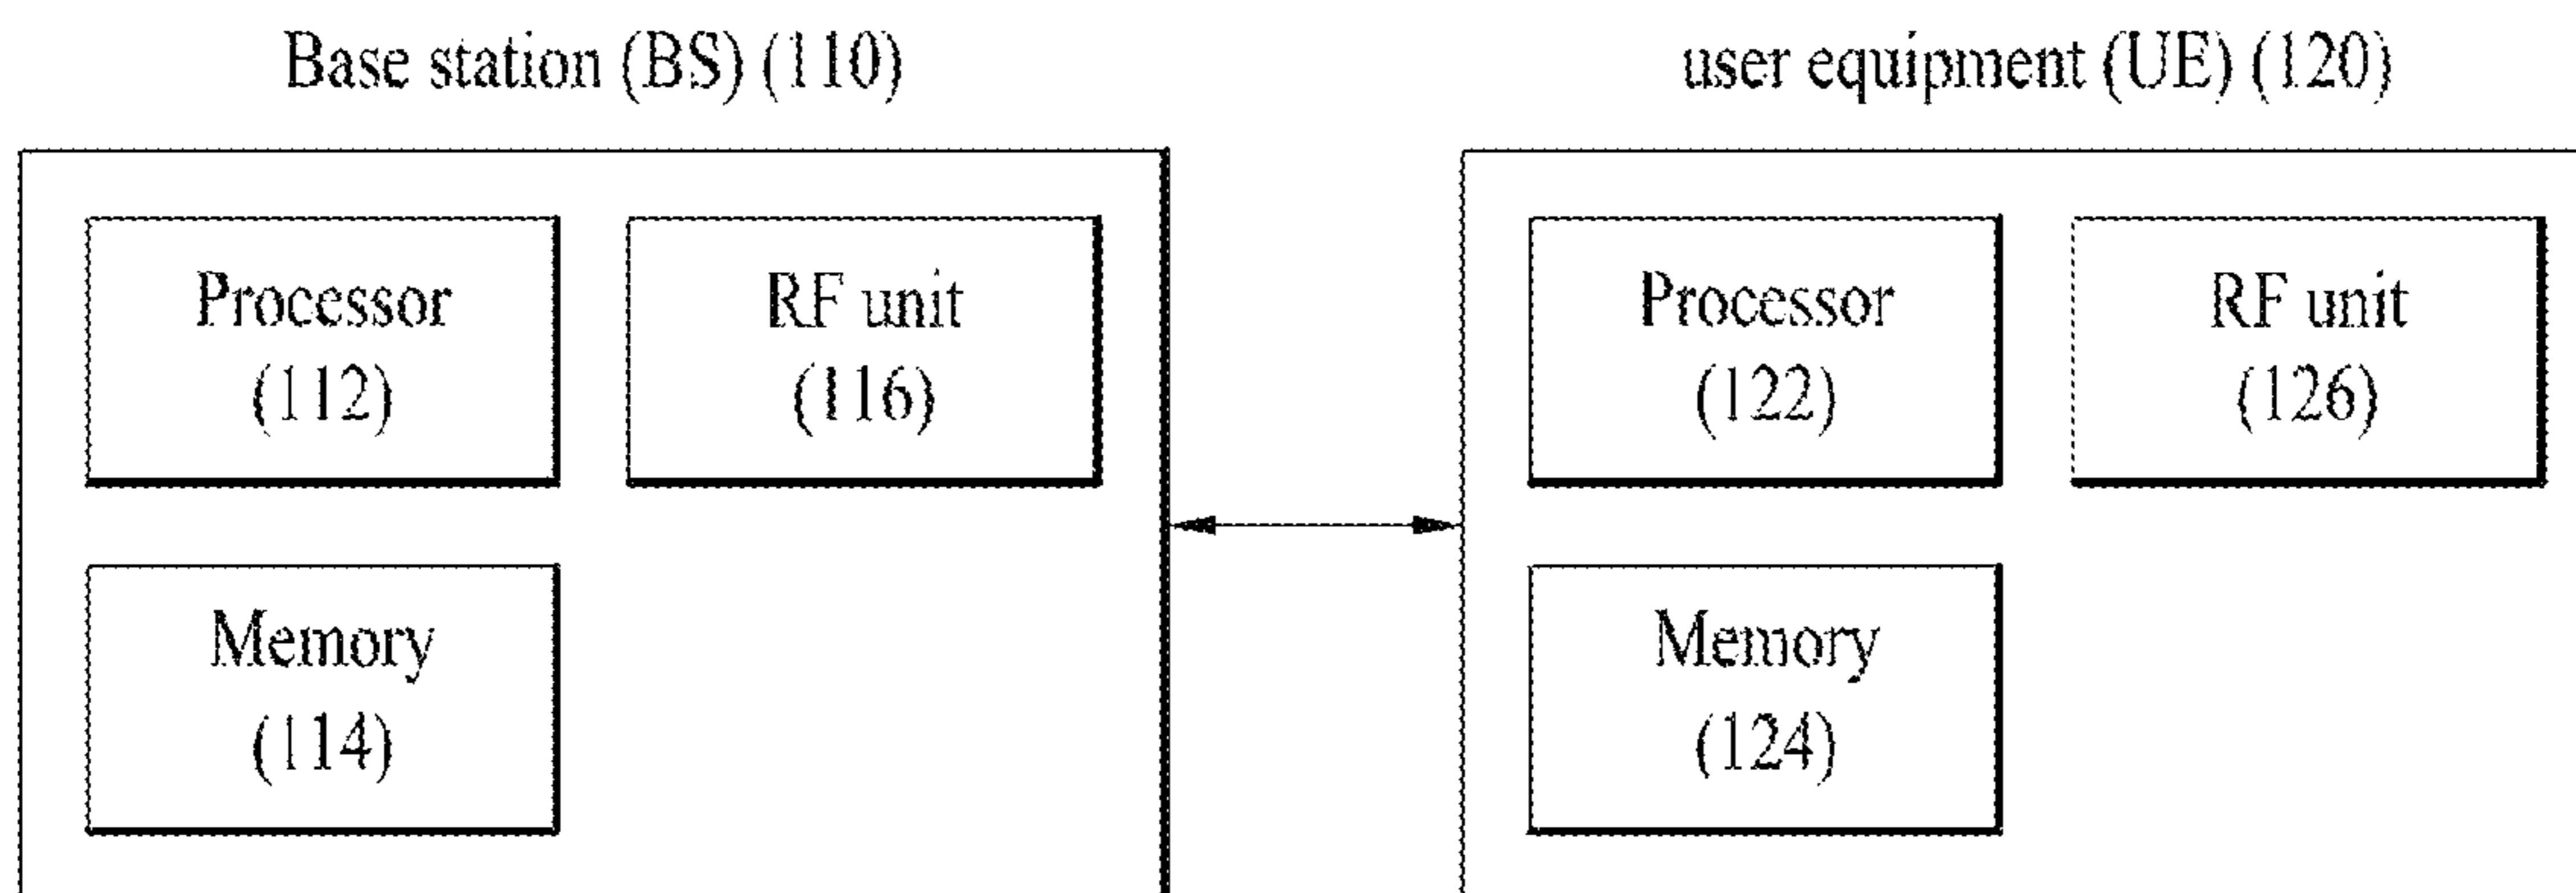 Base station (BS) (110)
user equipment (UE) (120)
Processor
(112)
RF unit
(116)
Memory
(114)
Processor
(122)
RF unit
(126)
Memory
(124)